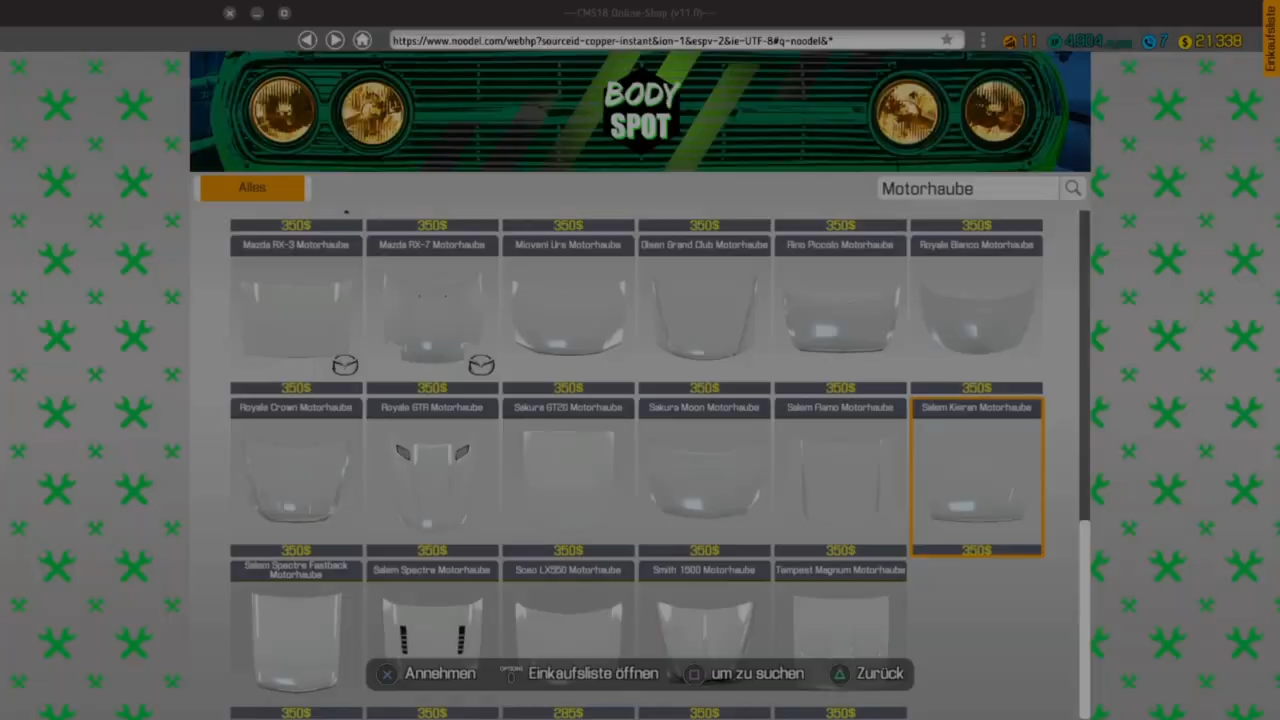 CMS18 Online-Shop (v11.0)
https://www.noodel.com/webhp?sourceid-copper-instant&ion-1&espv-2&ie-UTF-8#q-noodel&*
11
7
$ 21338
Einkaufsliste
BODY
SPOT
Alles
Motorhaube
350$ 350$ 350$ 350$ 350$ 350$
Mazda RX-3 Motorhaube
Mazda RX-7 Motorhaube
Mioveni Urs Motorhaube
Olsen Grand Club Motorhaube
Rino Piccolo Motorhaube
Royale Bianco Motorhaube
350$ 350$ 350$ 350$ 350$ 350$
Royale Crown Motorhaube
Royale GTR Motorhaube
Sakura GT20 Motorhaube
Sakura Moon Motorhaube
Salem Flamo Motorhaube
Salem Kieran Motorhaube
350$ 350$ 350$ 350$ 350$ 350$
Salem Spectre Fastback
Motorhaube
Salem Spectre Motorhaube
Sceo LX550 Motorhaube
Smith 1500 Motorhaube
Tempest Magnum Motorhaube
Annehmen
OPTIONS
Einkaufsliste öffnen
um zu suchen
Zurück
350$ 350$ 285$ 350$ 350$